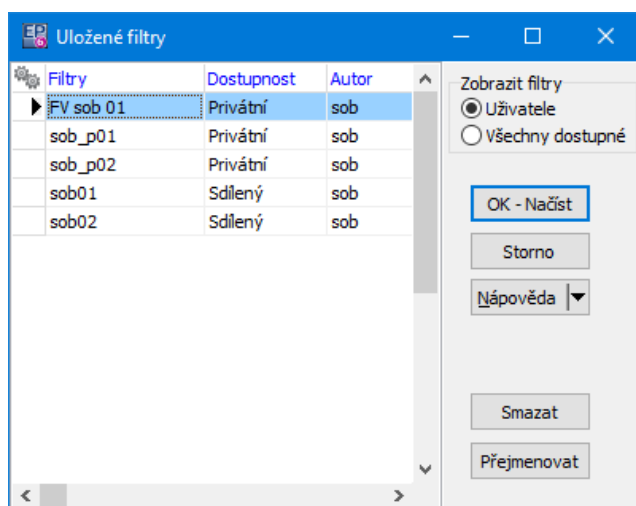 EP6 Uložené filtry
Filtry Dostupnost Autor
FV sob 01 Privátní sob
sob_p01 Privátní sob
sob_p02 Privátní sob
sob01 Sdílený sob
sob02 Sdílený sob
Zobrazit filtry
Uživatele
Všechny dostupné
OK - Načíst
Storno
Nápověda
Smazat
Přejmenovat